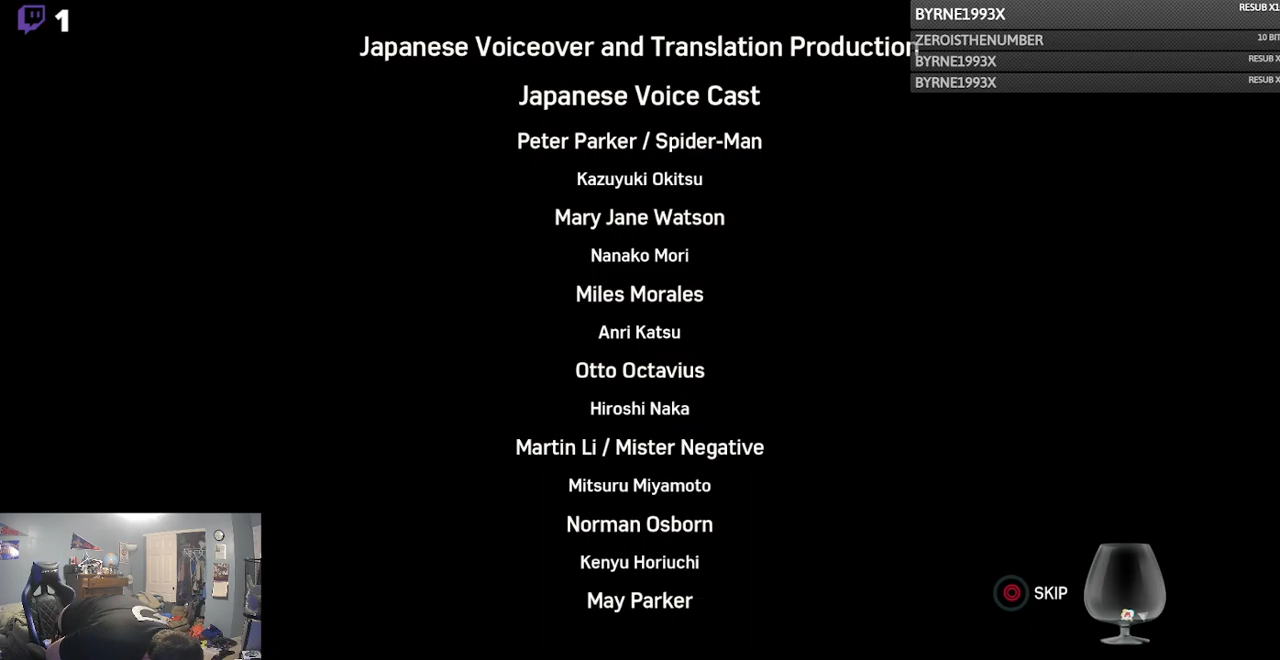 1
BYRNE1993X RESUB X1
ZEROISTHENUMBER 10 BIT
BYRNE1993X RESUB X
BYRNE1993X RESUB X
Japanese Voiceover and Translation Production
Japanese Voice Cast
Peter Parker / Spider-Man
Kazuyuki Okitsu
Mary Jane Watson
Nanako Mori
Miles Morales
Anri Katsu
Otto Octavius
Hiroshi Naka
Martin Li / Mister Negative
Mitsuru Miyamoto
Norman Osborn
Kenyu Horiuchi
May Parker
SKIP